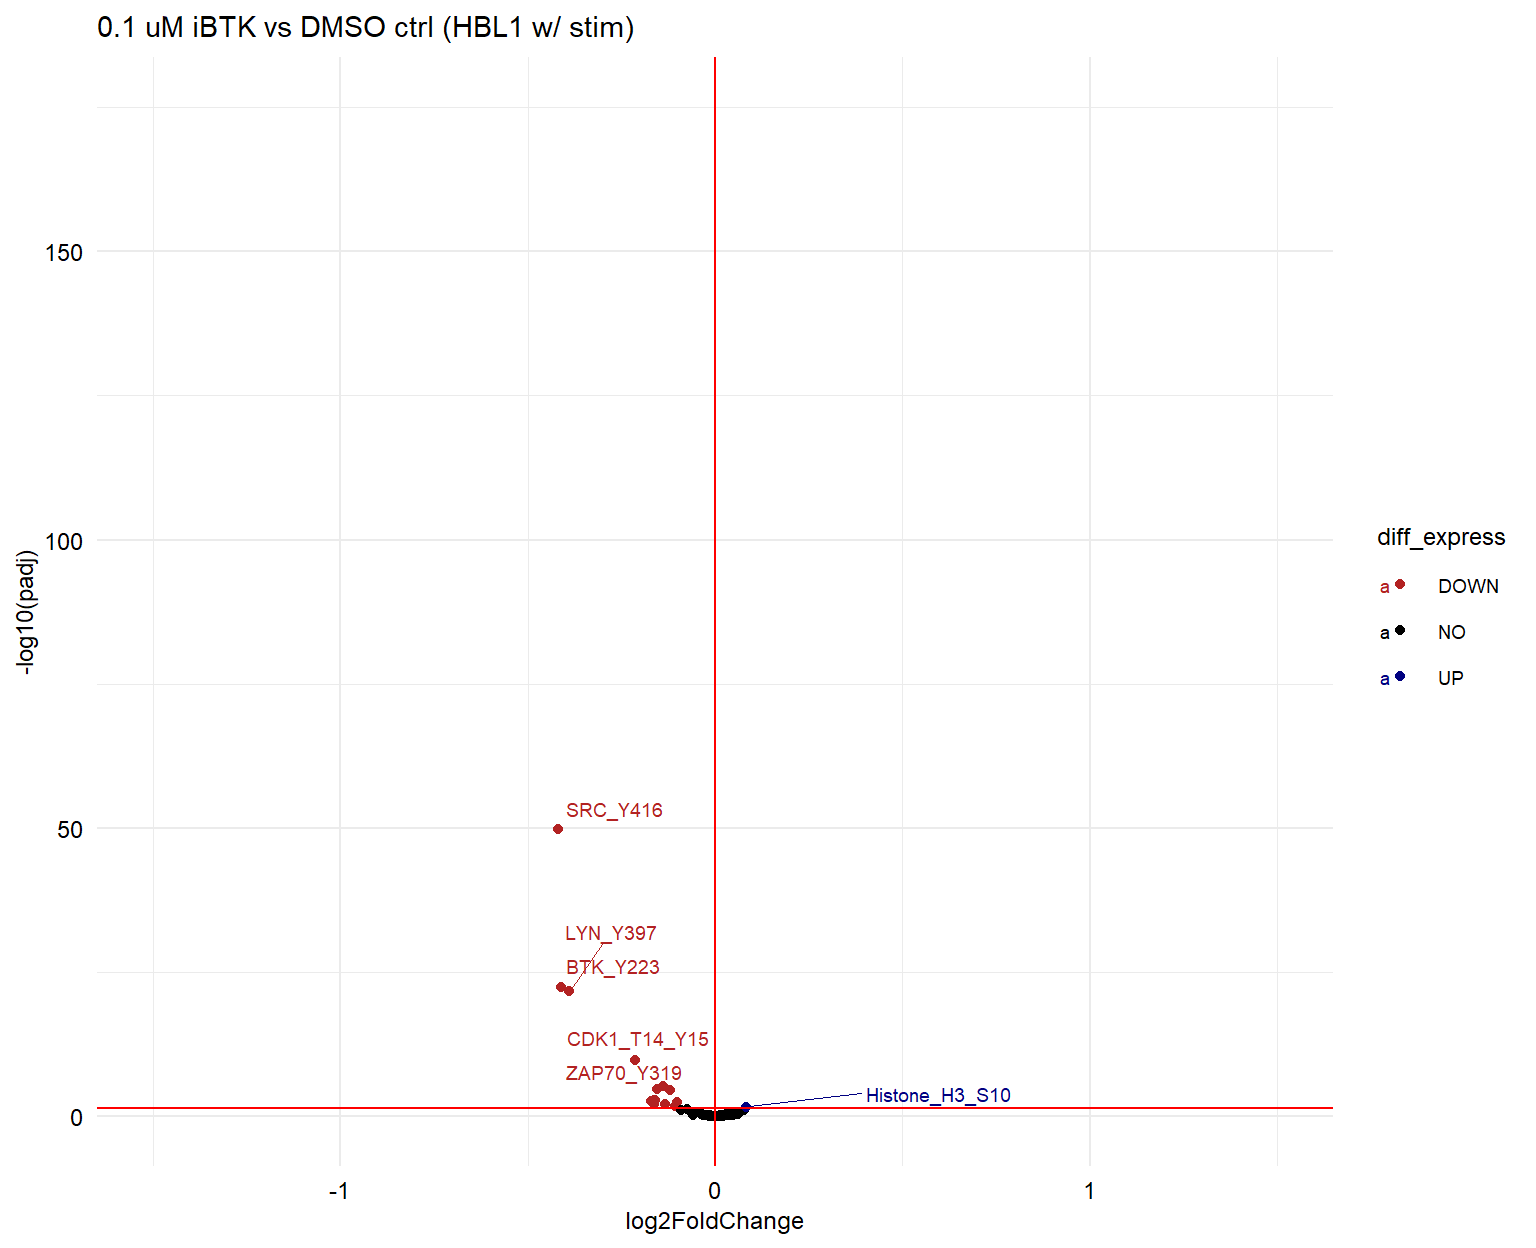 0.1 uM iBTK vs DMSO ctrl (HBL1 w/ stim)
-log10(padj)
150
100
50
0
SRC_Y416
LYN_Y397
BTK_Y223
CDK1_T14_Y15
ZAP70_Y319
Histone_H3_S10
-1
0
1
log2FoldChange
diff_express
a DOWN
a NO
a UP